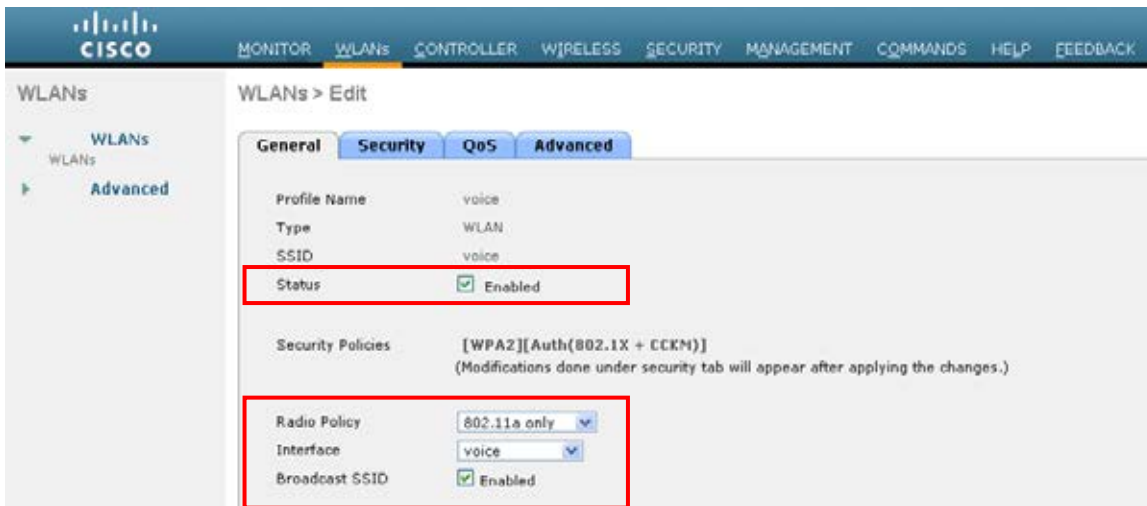 CISCO
MONITOR WLANs CONTROLLER WIRELESS SECURITY MANAGEMENT COMMANDS HELP FEEDBACK
WLANs
WLANs
WLANs
Advanced
WLANs > Edit
General Security QoS Advanced
Profile Name voice
Type WLAN
SSID voice
Status Enabled
Security Policies [WPA2][Auth(802.1X + CCKM)]
(Modifications done under security tab will appear after applying the changes.)
Radio Policy 802.11a only
Interface voice
Broadcast SSID Enabled